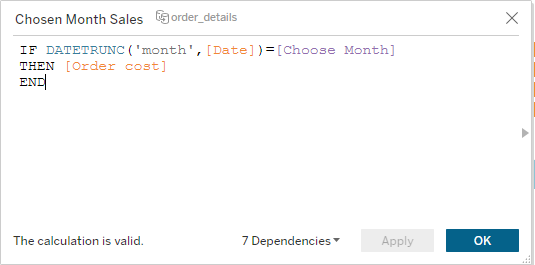 Chosen Month Sales order_details
IF DATETRUNC('month',[Date])=[Choose Month]
THEN [Order cost]
END
The calculation is valid. 7 Dependencies Apply OK